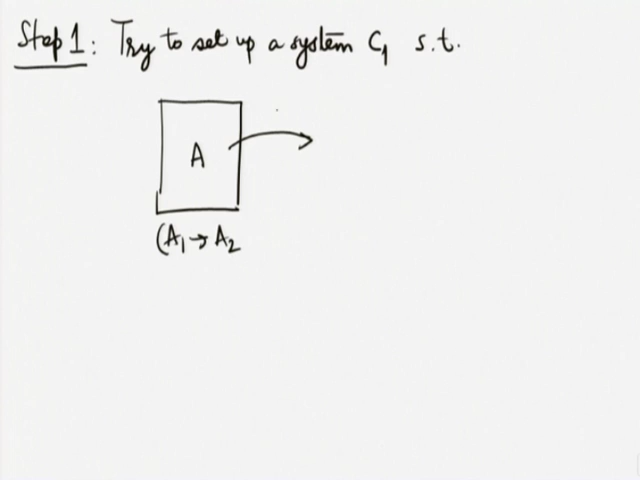 Step 1: Try to set up a system C₁ s.t.
A
(A₁→A₂